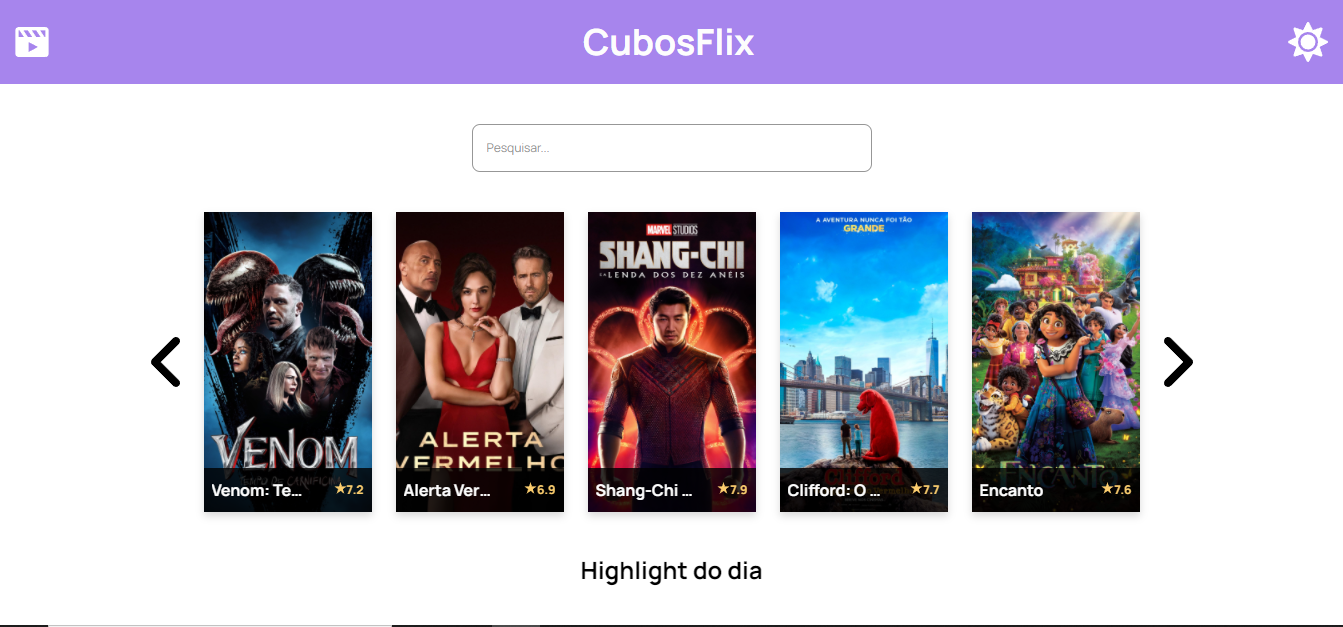 CubosFlix
Pesquisar...
VENOM
Venom: Te...
★7.2
ALERTA
VERMELHO
Alerta Ver...
★6.9
MARVEL STUDIOS
SHANG-CHI
E A LENDA DOS DEZ ANÉIS
Shang-Chi ...
★7.9
A AVENTURA NUNCA FOI TÃO
GRANDE
Clifford: O ...
★7.7
ENCANTO
Encanto
★7.6
Highlight do dia